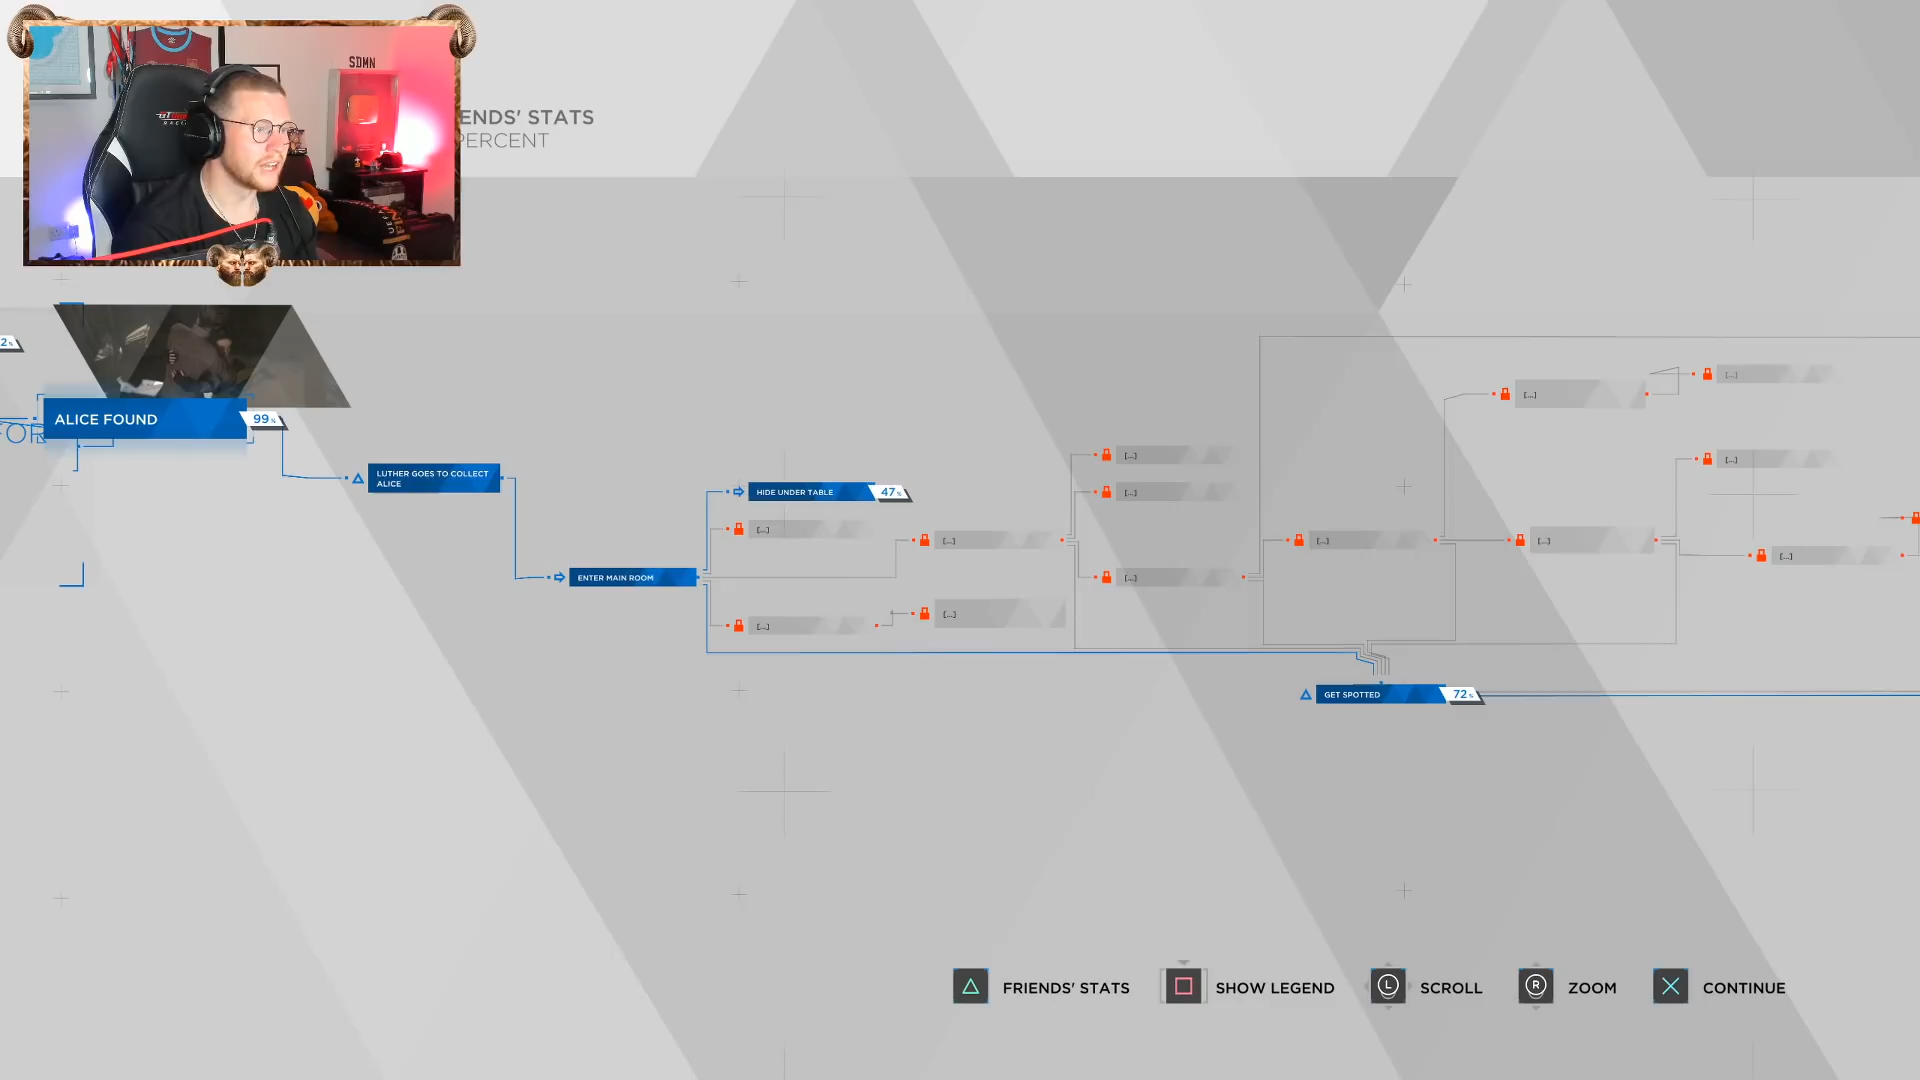 SDMN
ENDS' STATS
PERCENT
2%
ALICE FOUND
99%
FOR
LUTHER GOES TO COLLECT
ALICE
ENTER MAIN ROOM
HIDE UNDER TABLE
47%
[...]
[...]
[...]
[...]
[...]
[...]
[...]
[...]
[...]
[...]
[...]
[...]
[...]
GET SPOTTED
72%
FRIENDS' STATS
SHOW LEGEND
L
SCROLL
R
ZOOM
CONTINUE